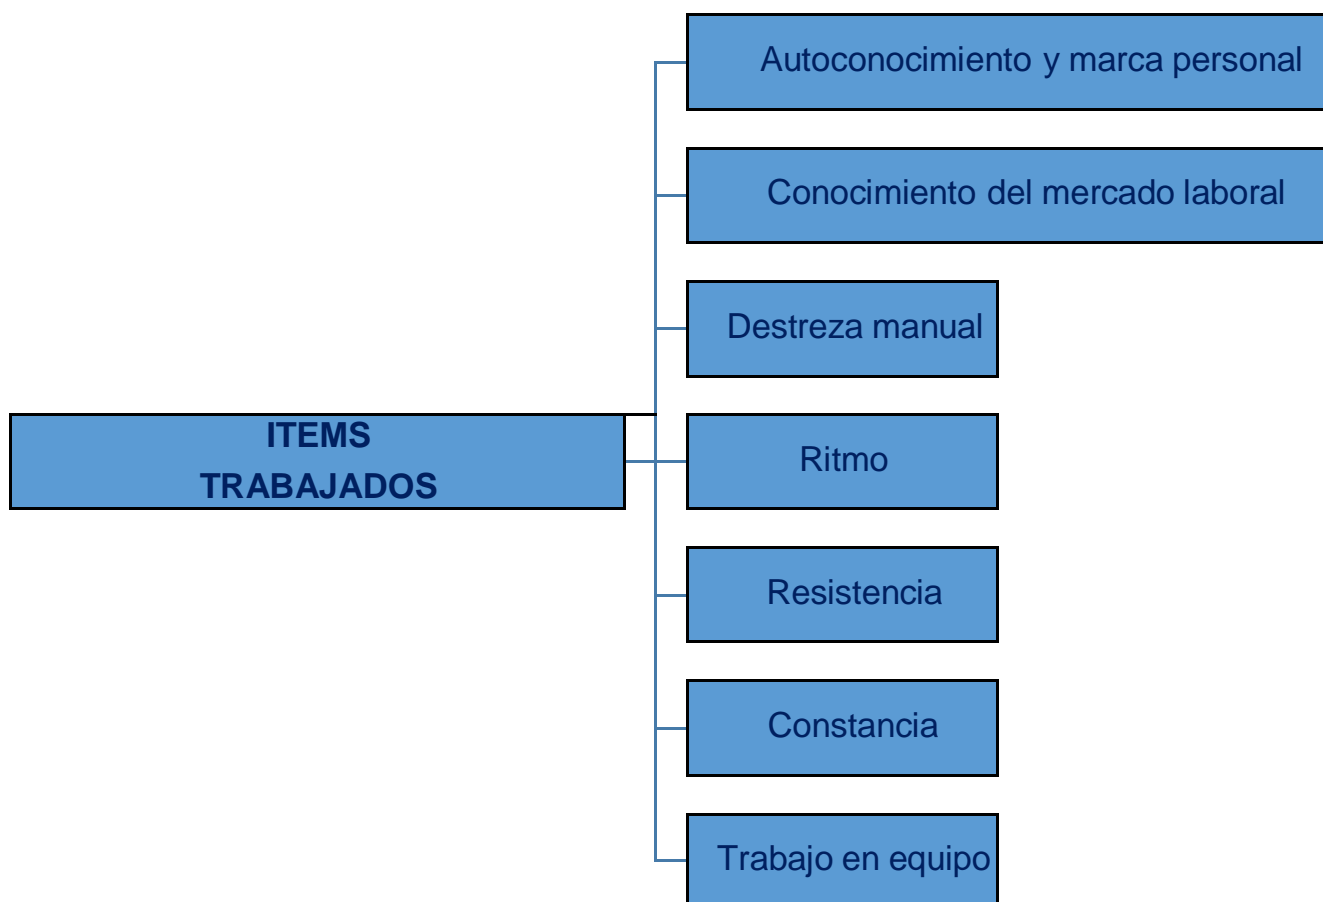 Autoconocimiento y marca personal
Conocimiento del mercado laboral
Destreza manual
ITEMS
TRABAJADOS
Ritmo
Resistencia
Constancia
Trabajo en equipo